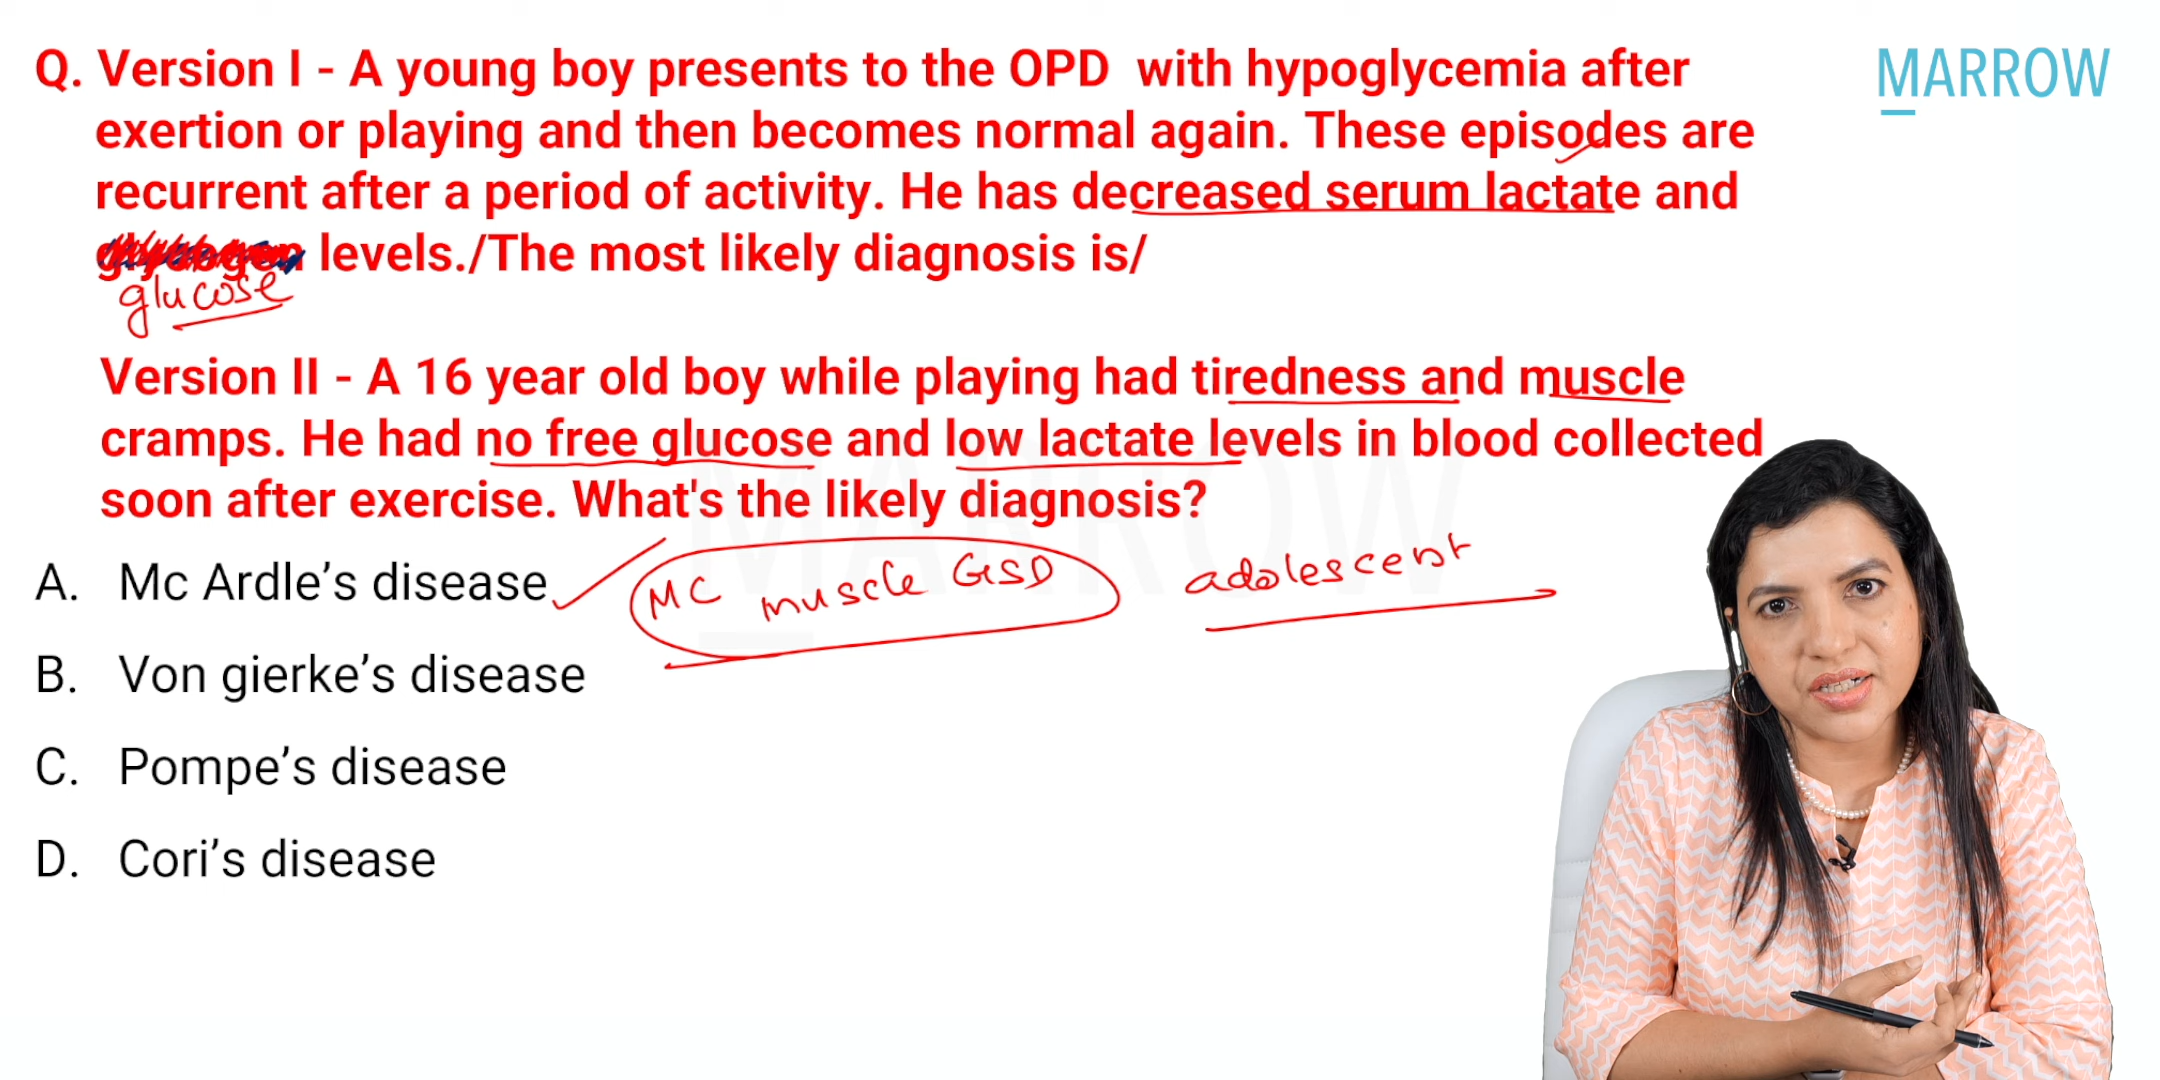 Q. Version I - A young boy presents to the OPD with hypoglycemia after
MARROW
exertion or playing and then becomes normal again. These episodes are
recurrent after a period of activity. He has decreased serum lactate and
glycogen levels./The most likely diagnosis is/
glucose
Version II - A 16 year old boy while playing had tiredness and muscle
cramps. He had no free glucose and low lactate levels in blood collected
soon after exercise. What's the likely diagnosis?
MARROW
A. Mc Ardle’s disease
MC muscle GSD
adolescent
B. Von gierke’s disease
C. Pompe’s disease
D. Cori’s disease